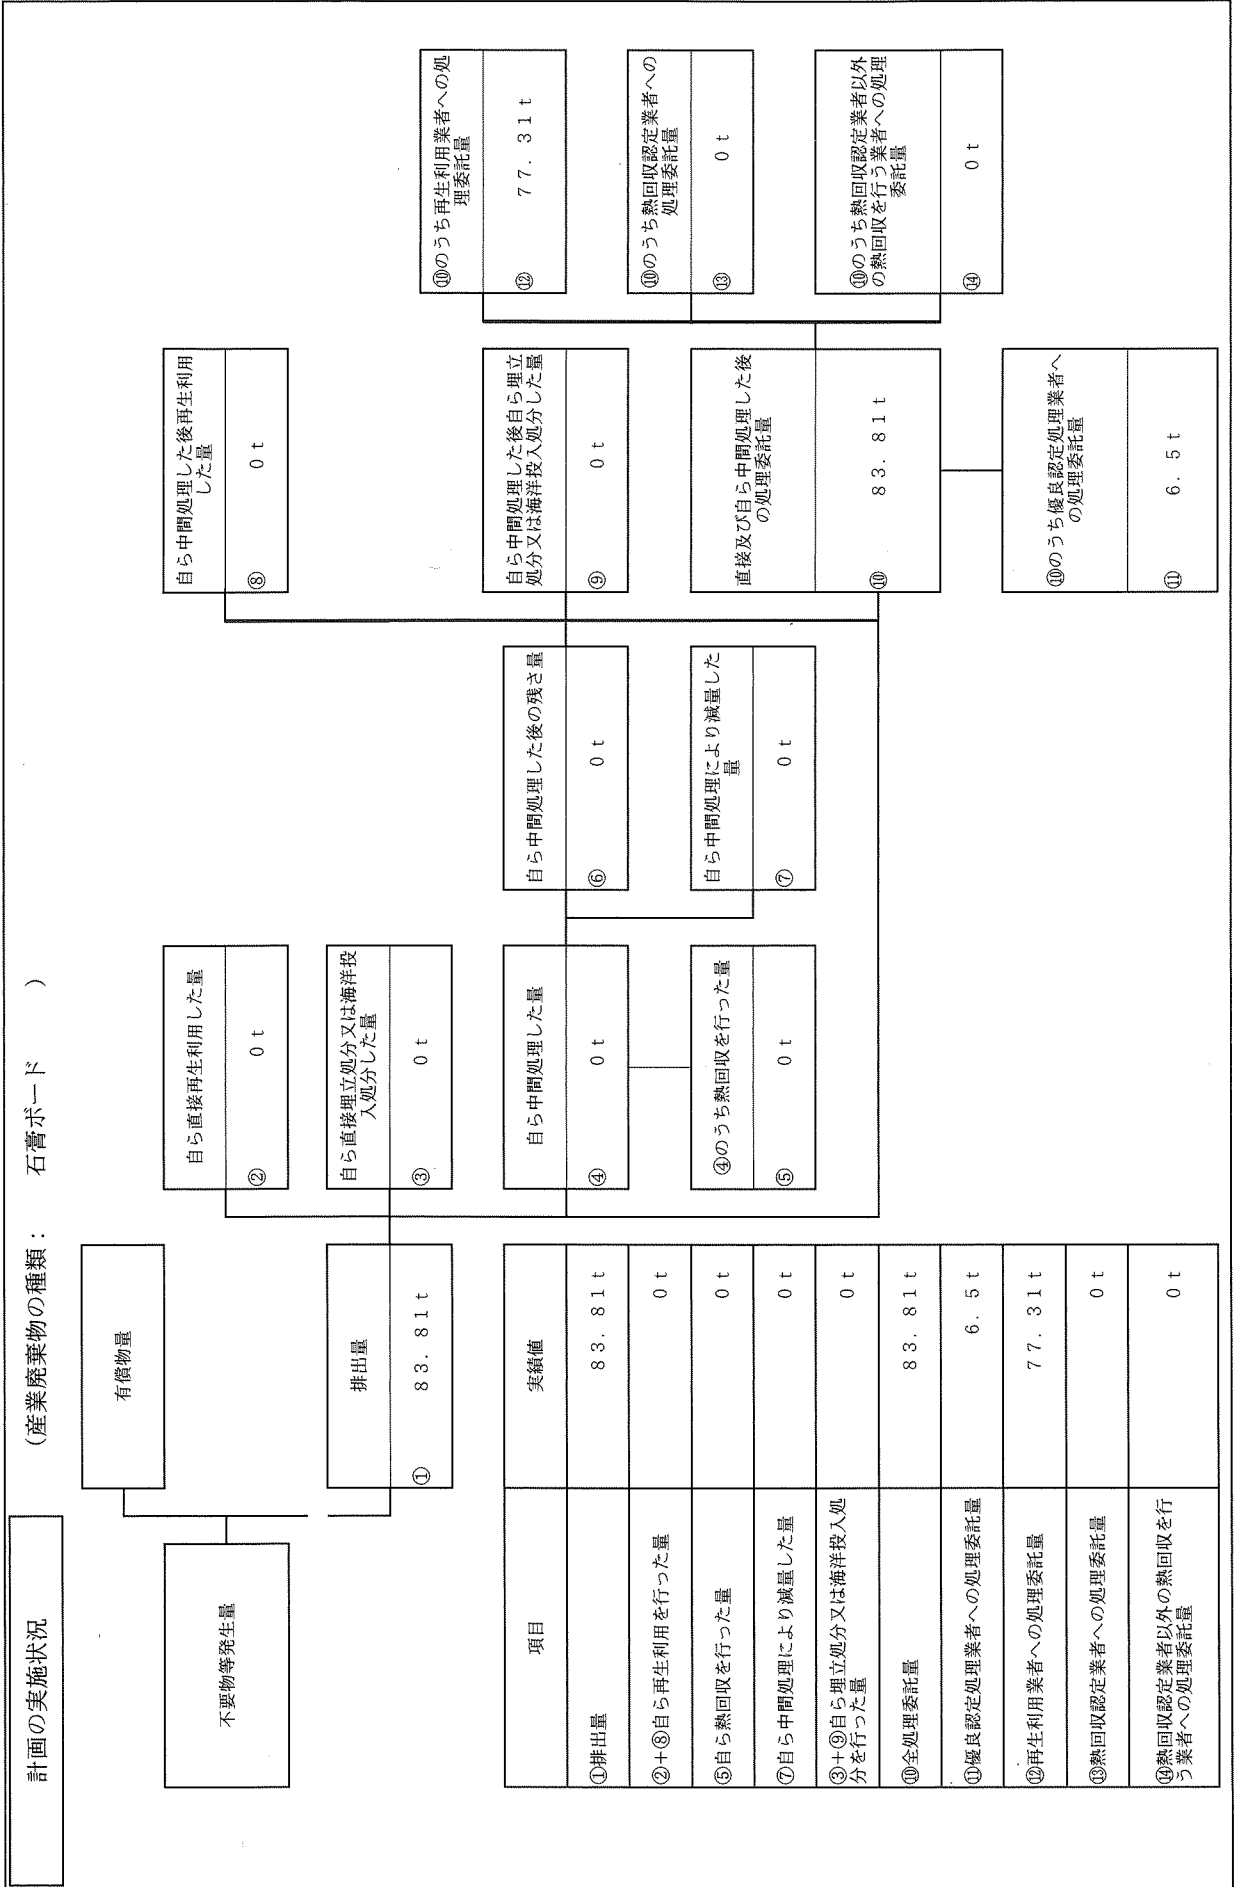 計画の実施状況
(産業廃棄物の種類： 石膏ボード )
不要物等発生量
有償物量
排出量
① 83.81t
自ら直接再生利用した量
② 0t
自ら直接埋立処分又は海洋投
入処分した量
③ 0t
自ら中間処理した量
④ 0t
④のうち熱回収を行った量
⑤ 0t
自ら中間処理した後の残さ量
⑥ 0t
自ら中間処理により減量した
量
⑦ 0t
自ら中間処理した後再生利用
した量
⑧ 0t
自ら中間処理した後自ら埋立
処分又は海洋投入処分した量
⑨ 0t
直接及び自ら中間処理した後
の処理委託量
⑩ 83.81t
⑩のうち優良認定処理業者へ
の処理委託量
⑪ 6.5t
⑩のうち再生利用業者への処
理委託量
⑫ 77.31t
⑩のうち熱回収認定業者への
処理委託量
⑬ 0t
⑩のうち熱回収認定業者以外
の熱回収を行う業者への処理
委託量
⑭ 0t
項目 実績値
①排出量 83.81t
②+⑧自ら再生利用を行った量 0t
⑤自ら熱回収を行った量 0t
⑦自ら中間処理により減量した量 0t
③+⑨自ら埋立処分又は海洋投入処
分を行った量 0t
⑩全処理委託量 83.81t
⑪優良認定処理業者への処理委託量 6.5t
⑫再生利用業者への処理委託量 77.31t
⑬熱回収認定業者への処理委託量 0t
⑭熱回収認定業者以外の熱回収を行
う業者への処理委託量 0t